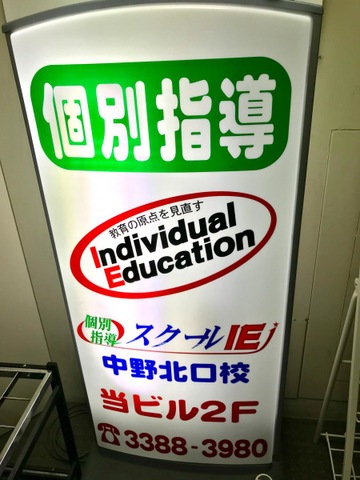 個別指導
教育の原点を見直す
Individual
Education
個別
指導
スクールIEj
中野北口校
当ビル2F
☎3388-3980